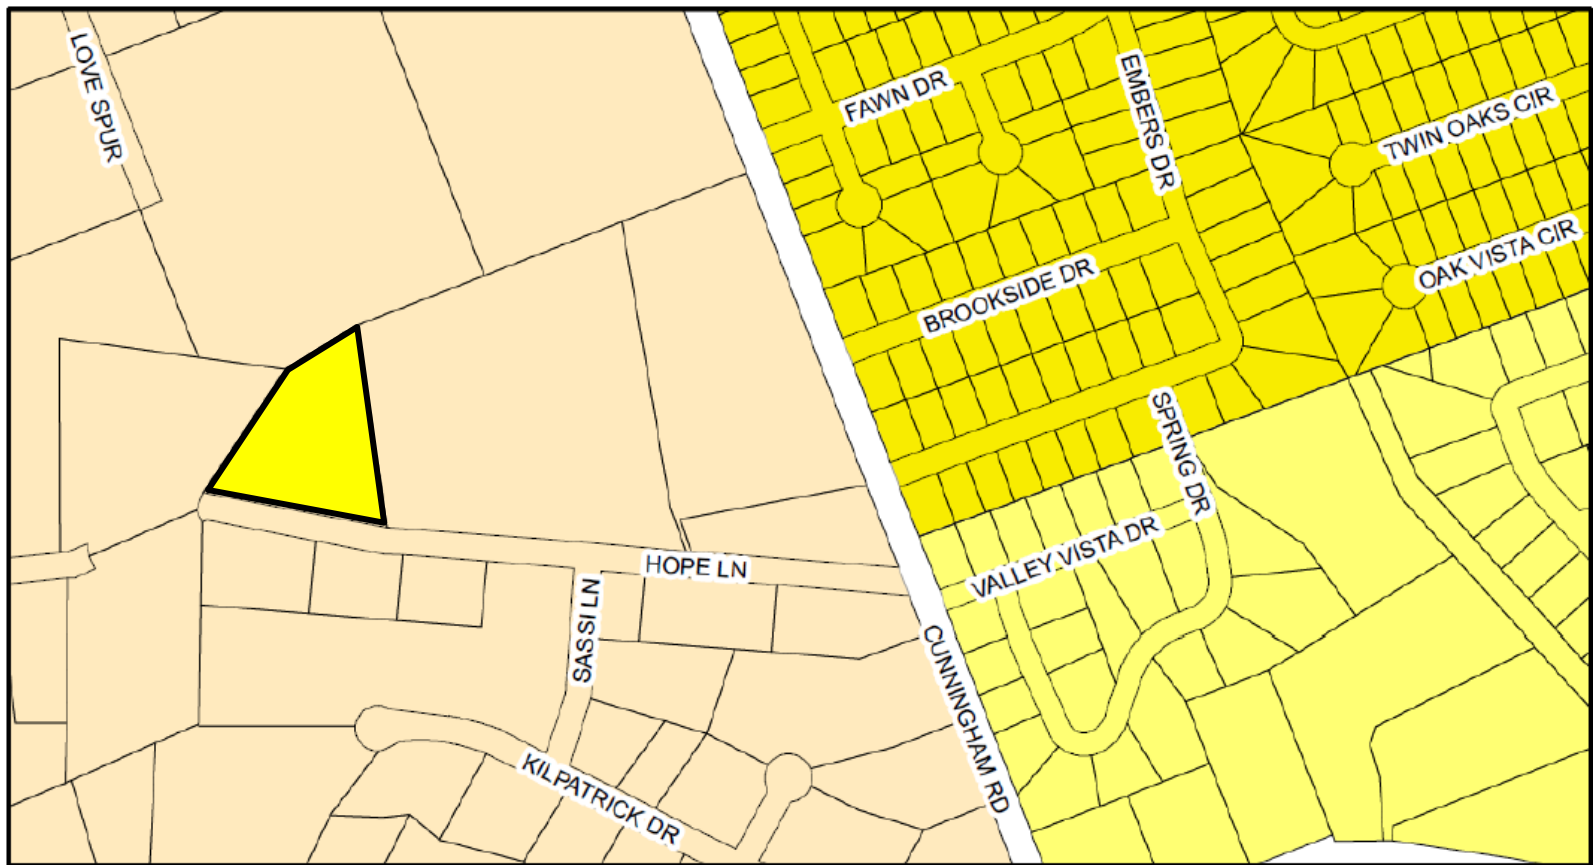 LOVE SPUR
FAWN DR
EMBERS DR
TWIN OAKS CIR
OAK VISTA CIR
BROOKSIDE DR
SPRING DR
VALLEY VISTA DR
HOPE LN
SASSI LN
CUNNINGHAM RD
KILPATRICK DR